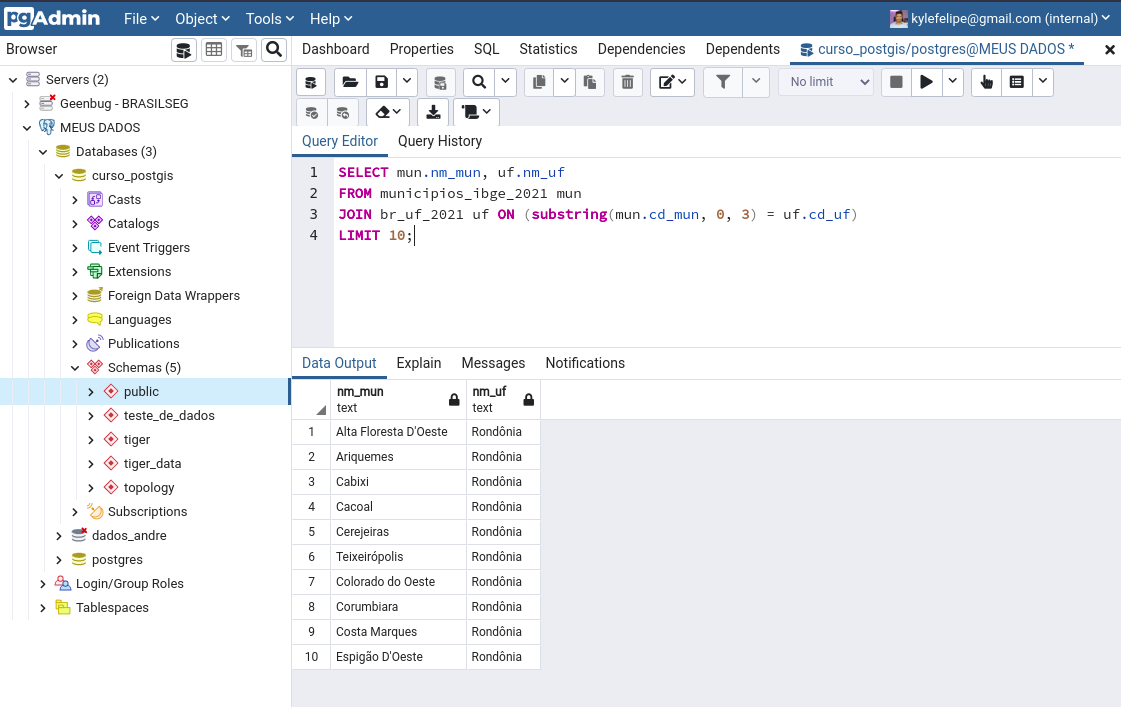 pgAdmin File Object Tools Help kylefelipe@gmail.com (internal)
Browser
Dashboard Properties SQL Statistics Dependencies Dependents curso_postgis/postgres@MEUS DADOS *
Servers (2)
Geenbug - BRASILSEG
MEUS DADOS
Databases (3)
curso_postgis
Casts
Catalogs
Event Triggers
Extensions
Foreign Data Wrappers
Languages
Publications
Schemas (5)
public
teste_de_dados
tiger
tiger_data
topology
Subscriptions
dados_andre
postgres
Login/Group Roles
Tablespaces
No limit
Query Editor Query History
1 SELECT mun.nm_mun, uf.nm_uf
2 FROM municipios_ibge_2021 mun
3 JOIN br_uf_2021 uf ON (substring(mun.cd_mun, 0, 3) = uf.cd_uf)
4 LIMIT 10;
Data Output Explain Messages Notifications
nm_mun nm_uf
text text
1 Alta Floresta D'Oeste Rondônia
2 Ariquemes Rondônia
3 Cabixi Rondônia
4 Cacoal Rondônia
5 Cerejeiras Rondônia
6 Teixeirópolis Rondônia
7 Colorado do Oeste Rondônia
8 Corumbiara Rondônia
9 Costa Marques Rondônia
10 Espigão D'Oeste Rondônia